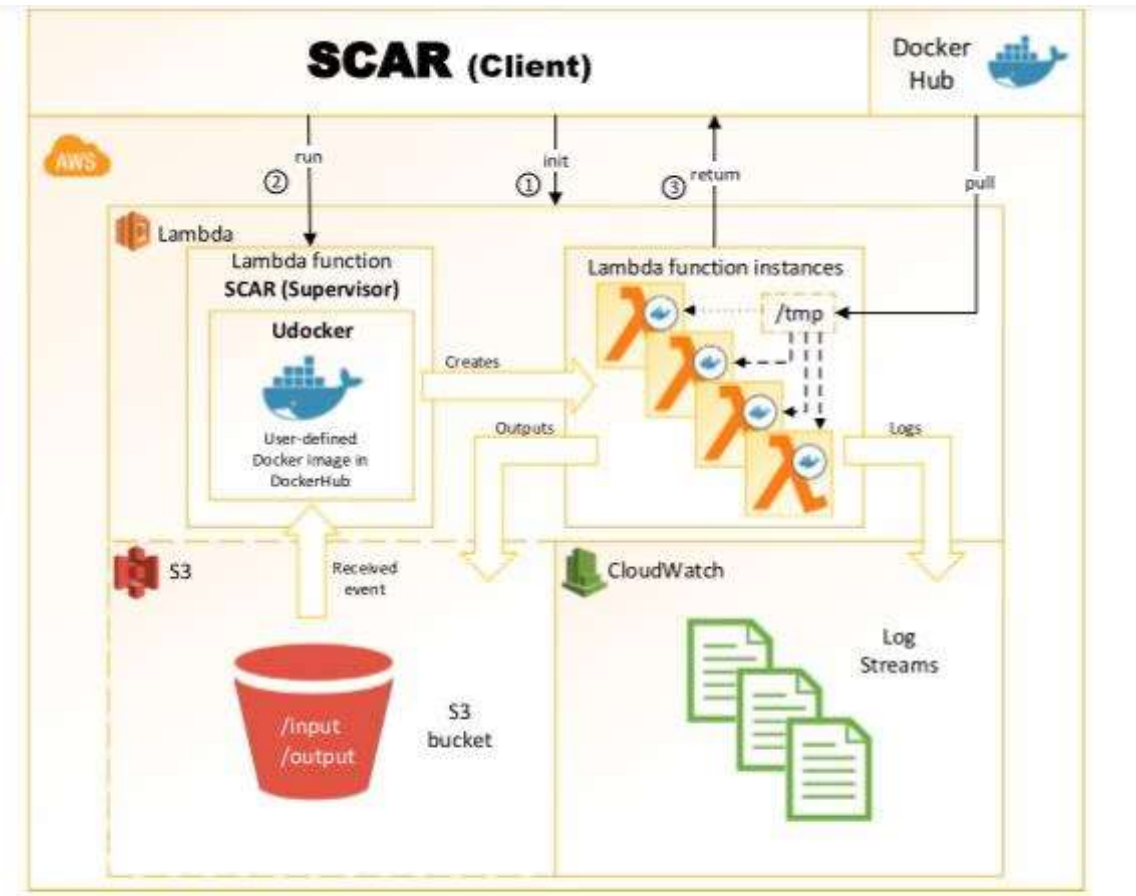 SCAR (Client)
Docker
Hub
AWS
run
②
init
①
return
③
pull
Lambda
Lambda function
SCAR (Supervisor)
Udocker
User-defined
Docker image in
DockerHub
Creates
Outputs
Lambda function instances
/tmp
Logs
S3
Received
event
/input
/output
S3
bucket
CloudWatch
Log
Streams